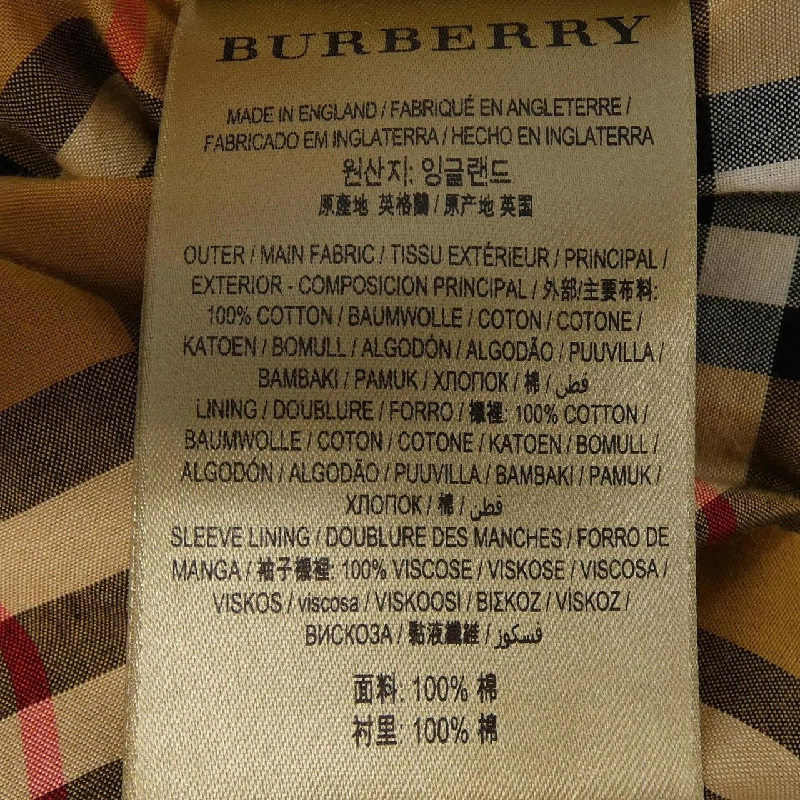 BURBERRY
MADE IN ENGLAND / FABRIQUÉ EN ANGLETERRE /
FABRICADO EM INGLATERRA / HECHO EN INGLATERRA
원산지: 잉글랜드
原產地 英格蘭 / 原产地 英国
OUTER / MAIN FABRIC / TISSU EXTÉRIEUR / PRINCIPAL /
EXTERIOR - COMPOSICION PRINCIPAL / 外部/主要布料:
100% COTTON / BAUMWOLLE / COTON / COTONE /
KATOEN / BOMULL / ALGODÓN / ALGODÃO / PUUVILLA /
BAMBAKI / PAMUK / ХЛОПОК / 棉 / قطن
LINING / DOUBLURE / FORRO / 襯裡: 100% COTTON /
BAUMWOLLE / COTON / COTONE / KATOEN / BOMULL /
ALGODÓN / ALGODÃO / PUUVILLA / BAMBAKI / PAMUK /
ХЛОПОК / 棉 / قطن
SLEEVE LINING / DOUBLURE DES MANCHES / FORRO DE
MANGA / 袖子襯裡: 100% VISCOSE / VISKOSE / VISCOSA /
VISKOS / viscosa / VISKOOSI / ΒΙΣΚΟΖ / VİSKOZ /
ВИСКОЗА / 黏液纖維 / فسكوز
面料: 100% 棉
衬里: 100% 棉